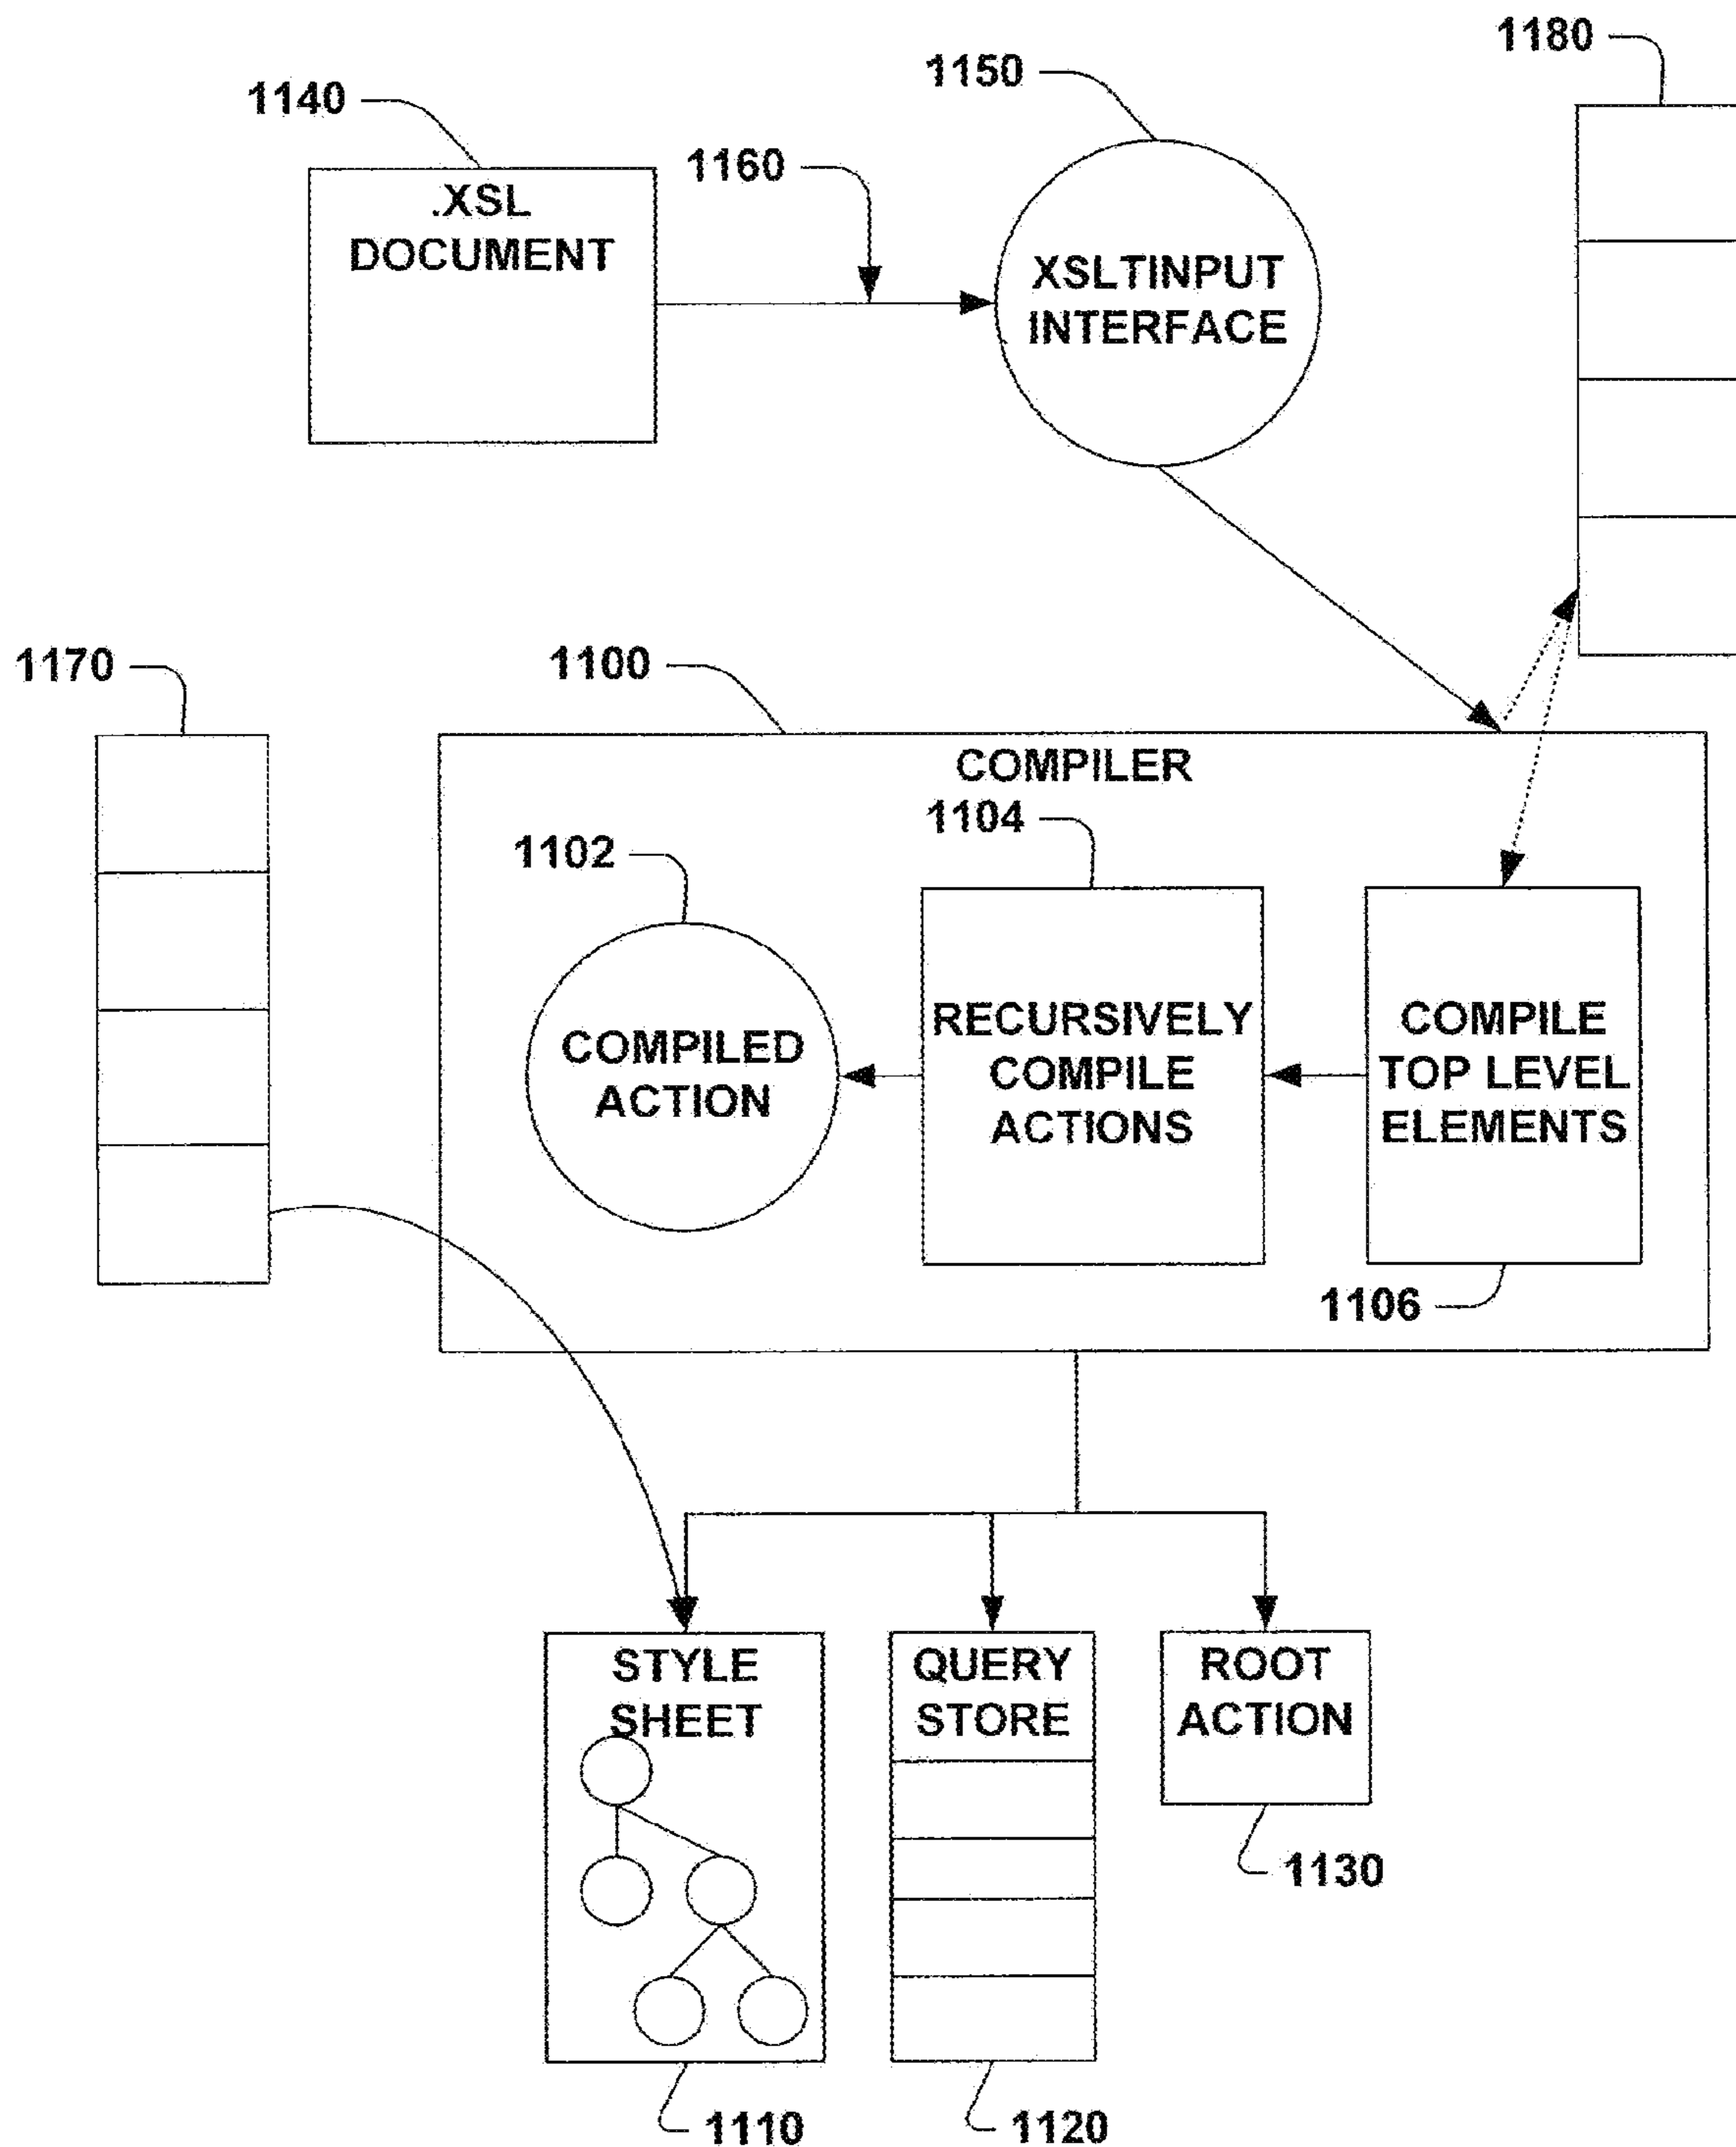 1180
1150
1140
1160
.XSL
DOCUMENT
XSLTINPUT
INTERFACE
1170
1100
COMPILER
1104
1102
RECURSIVELY
COMPILE
ACTIONS
COMPILED
ACTION
COMPILE
TOP LEVEL
ELEMENTS
1106
STYLE
SHEET
QUERY
STORE
ROOT
ACTION
1130
1110
1120